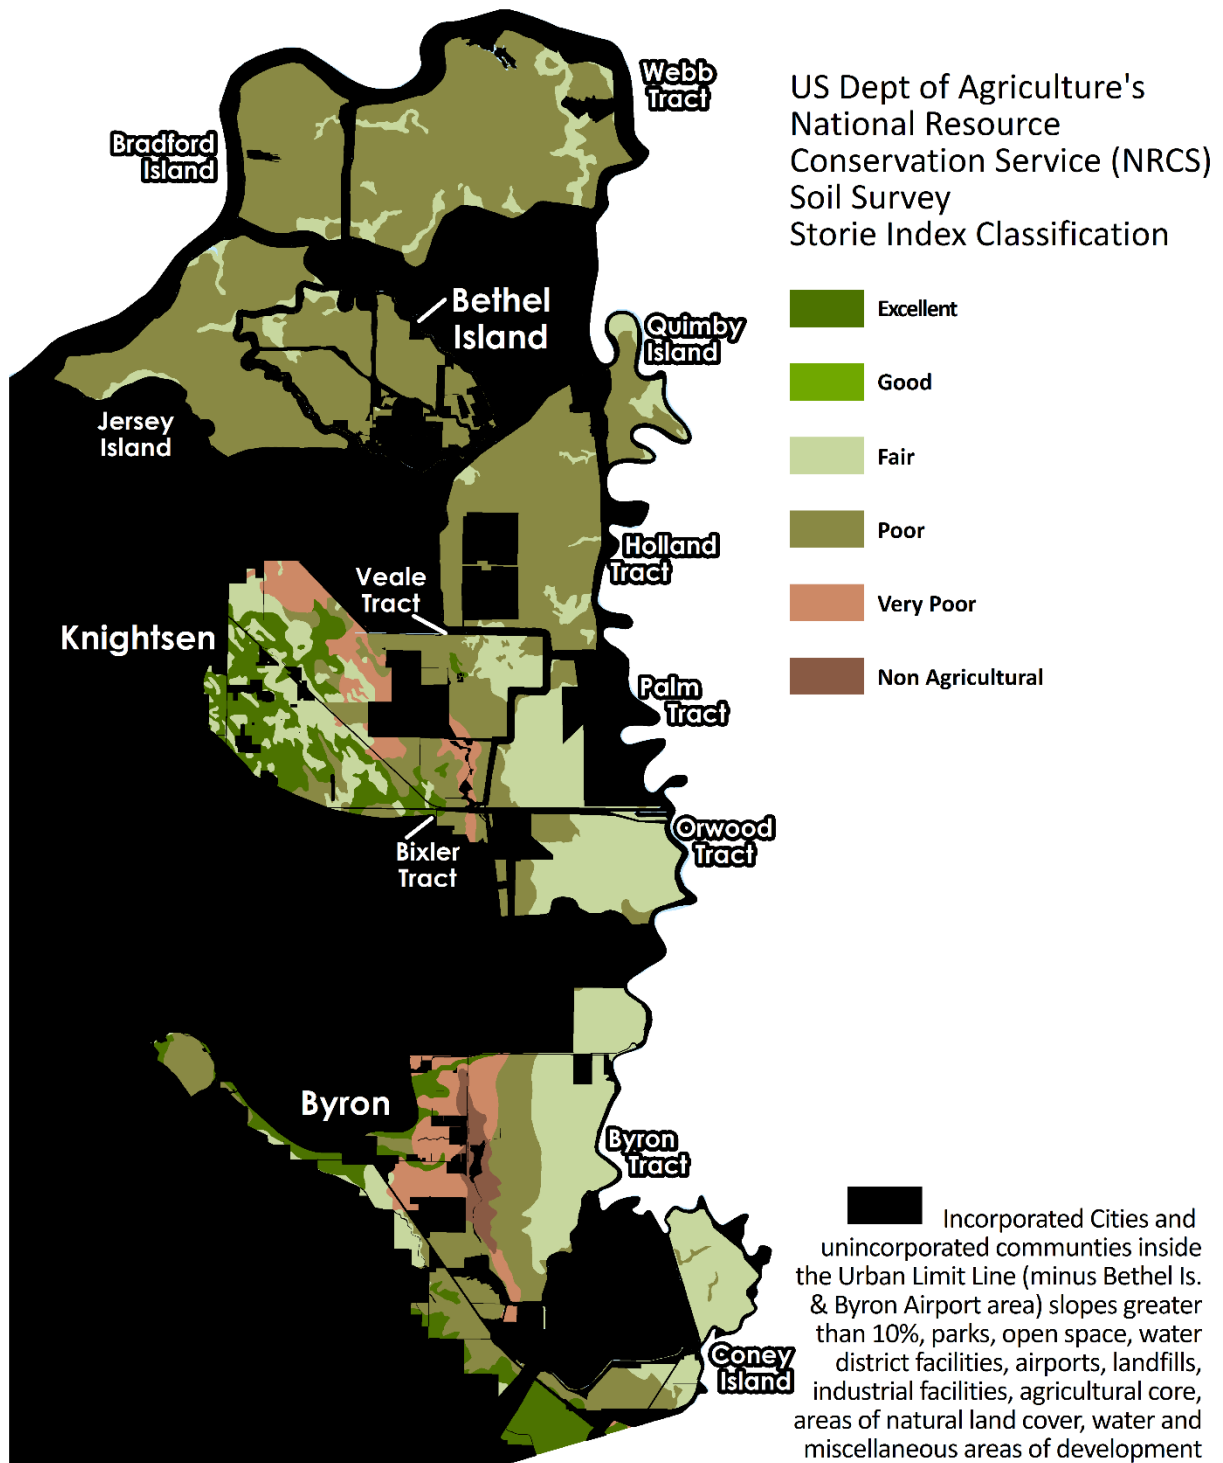 US Dept of Agriculture's
National Resource
Conservation Service (NRCS)
Soil Survey
Storie Index Classification
Excellent
Good
Fair
Poor
Very Poor
Non Agricultural
Webb
Tract
Bradford
Island
Bethel
Island
Quimby
Island
Jersey
Island
Holland
Tract
Veale
Tract
Knightsen
Palm
Tract
Orwood
Tract
Bixler
Tract
Byron
Byron
Tract
Coney
Island
Incorporated Cities and
unincorporated communties inside
the Urban Limit Line (minus Bethel Is.
& Byron Airport area) slopes greater
than 10%, parks, open space, water
district facilities, airports, landfills,
industrial facilities, agricultural core,
areas of natural land cover, water and
miscellaneous areas of development